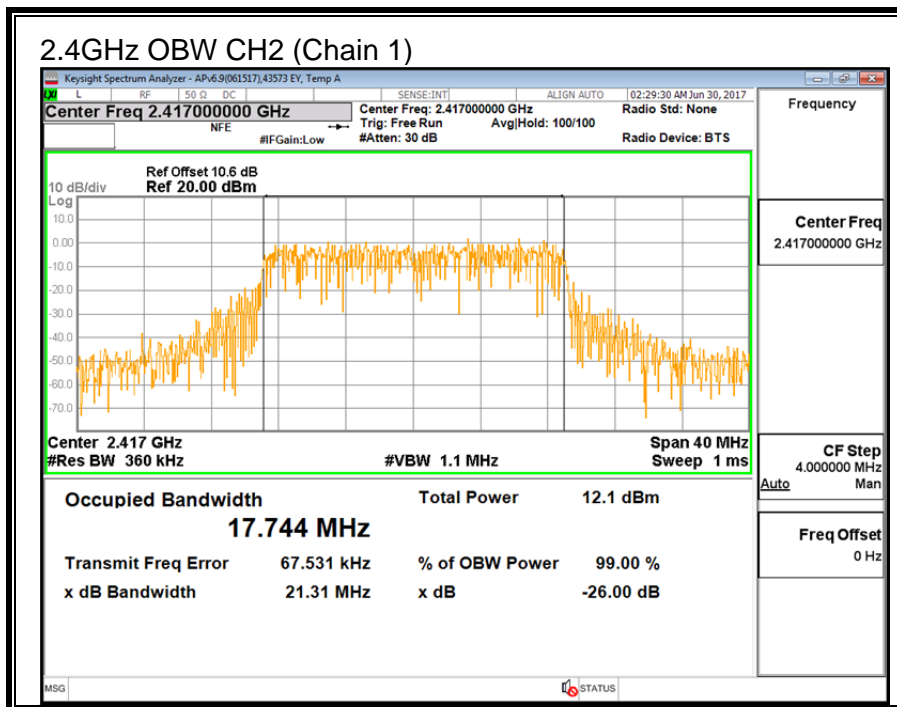 2.4GHz OBW CH2 (Chain 1)
Keysight Spectrum Analyzer - APv6.9(061517),43573 EY, Temp A
LXI L RF 50 Ω DC SENSE:INT ALIGN AUTO 02:29:30 AM Jun 30, 2017
Center Freq 2.417000000 GHz
NFE
#IFGain:Low
Center Freq: 2.417000000 GHz
Trig: Free Run Avg|Hold: 100/100
#Atten: 30 dB
Radio Std: None
Radio Device: BTS
Ref Offset 10.6 dB
10 dB/div Ref 20.00 dBm
Log
10.0
0.00
-10.0
-20.0
-30.0
-40.0
-50.0
-60.0
-70.0
Center 2.417 GHz Span 40 MHz
#Res BW 360 kHz #VBW 1.1 MHz Sweep 1 ms
Occupied Bandwidth
17.744 MHz
Total Power 12.1 dBm
Transmit Freq Error 67.531 kHz % of OBW Power 99.00 %
x dB Bandwidth 21.31 MHz x dB -26.00 dB
Frequency
Center Freq
2.417000000 GHz
CF Step
4.000000 MHz
Auto Man
Freq Offset
0 Hz
MSG STATUS